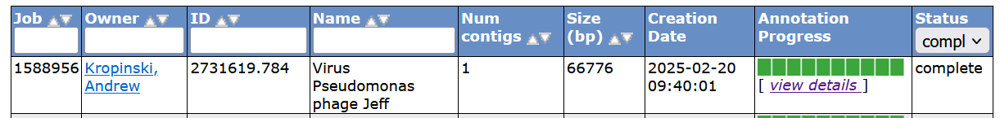 Job Owner ID Name Num contigs Size (bp) Creation Date Annotation Progress Status
compl
1588956 Kropinski, Andrew 2731619.784 Virus Pseudomonas phage Jeff 1 66776 2025-02-20 09:40:01 [ view details ] complete